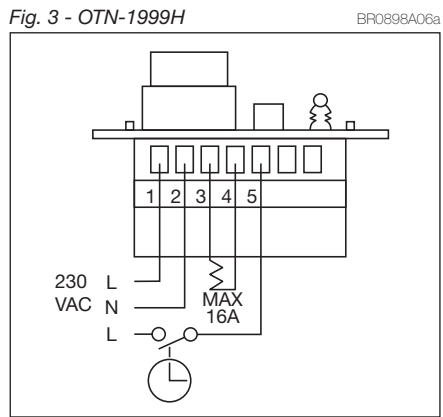 Fig. 3 - OTN-1999H BR0898A06a
1 2 3 4 5
230 L
VAC N
MAX
16A
L